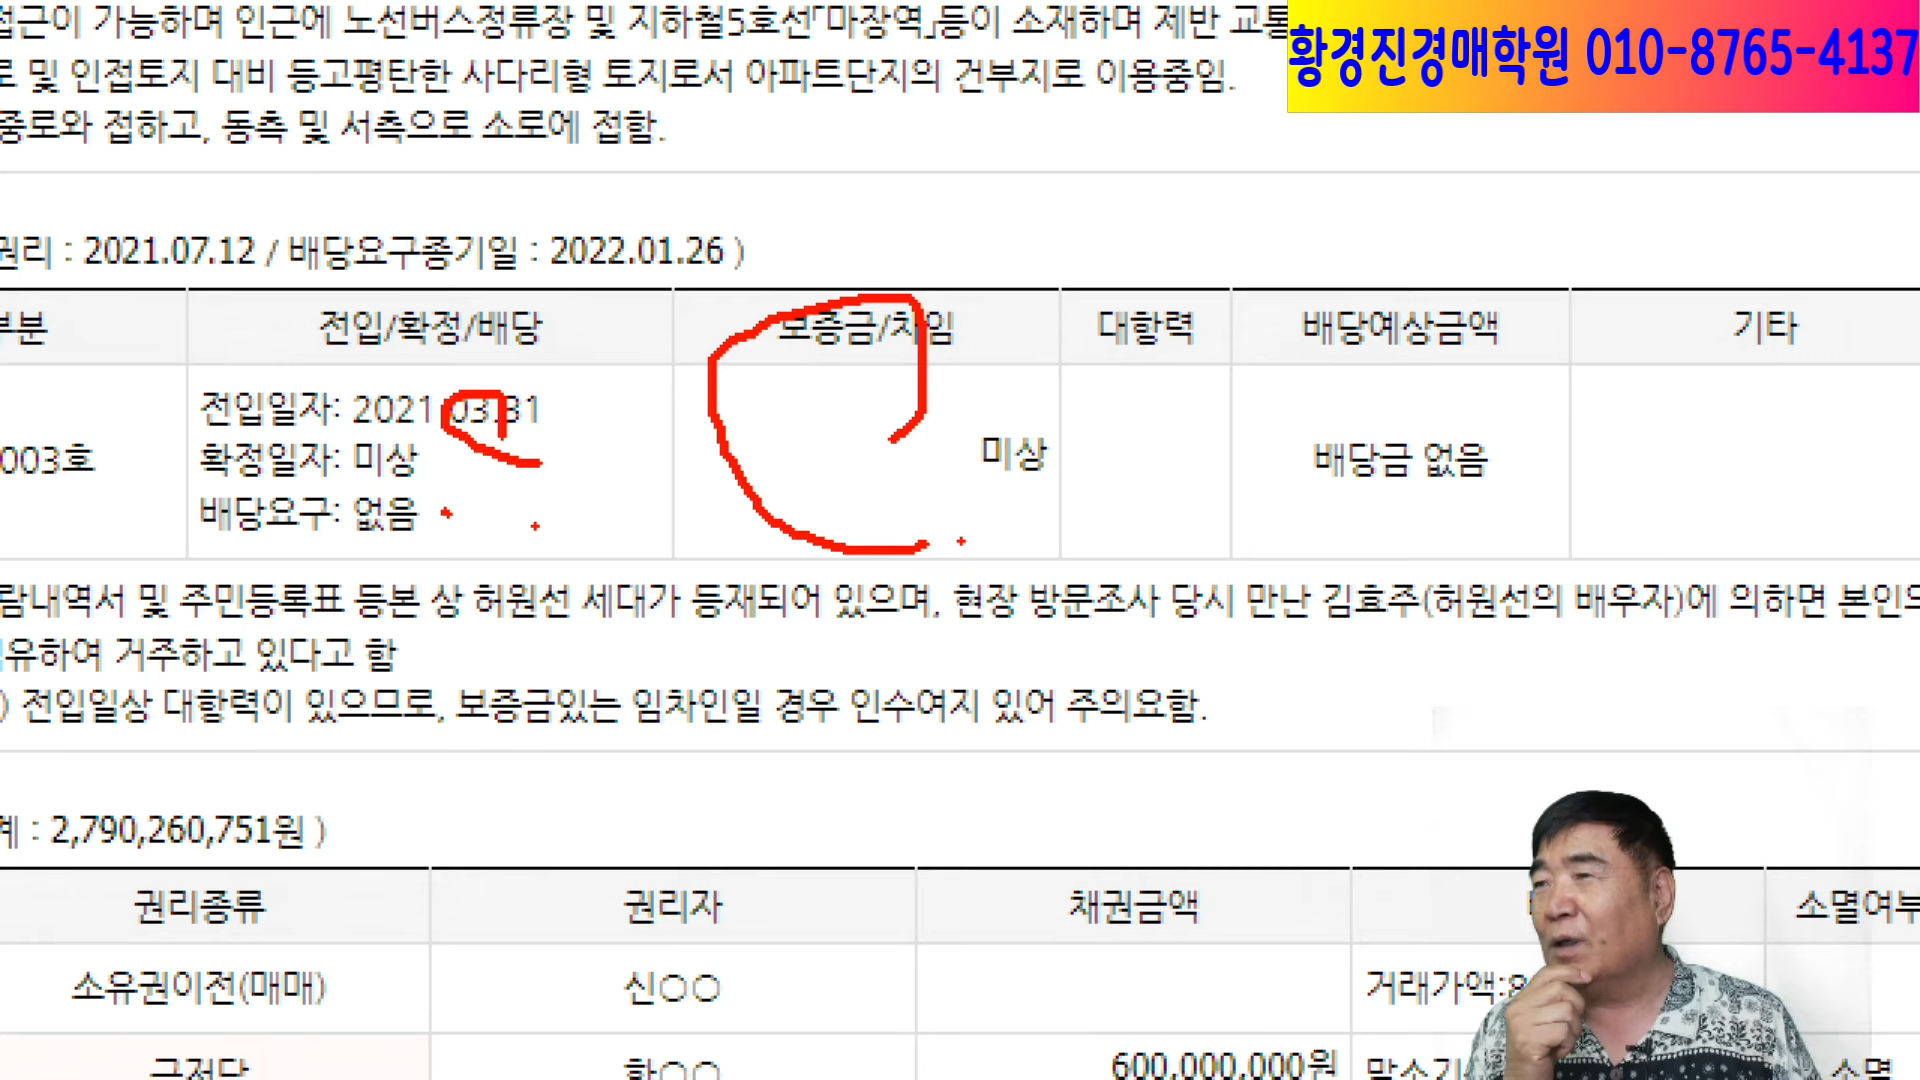 접근이 가능하며 인근에 노선버스정류장 및 지하철5호선「마장역」등이 소재하며 제반 교통
황경진경매학원 010-8765-4137
로 및 인접토지 대비 등고평탄한 사다리형 토지로서 아파트단지의 건부지로 이용중임.
중로와 접하고, 동측 및 서측으로 소로에 접함.
권리 : 2021.07.12 / 배당요구종기일 : 2022.01.26 )
부분 전입/확정/배당 보증금/차임 대항력 배당예상금액 기타
전입일자: 2021.03.31
003호 확정일자: 미상 미상 배당금 없음
배당요구: 없음
람내역서 및 주민등록표 등본 상 허원선 세대가 등재되어 있으며, 현장 방문조사 당시 만난 김효주(허원선의 배우자)에 의하면 본인의
유하여 거주하고 있다고 함
) 전입일상 대항력이 있으므로, 보증금있는 임차인일 경우 인수여지 있어 주의요함.
계 : 2,790,260,751원 )
권리종류 권리자 채권금액 소멸여부
소유권이전(매매) 신○○ 거래가액:8
근저당 하○○ 600,000,000원 말소기 소멸